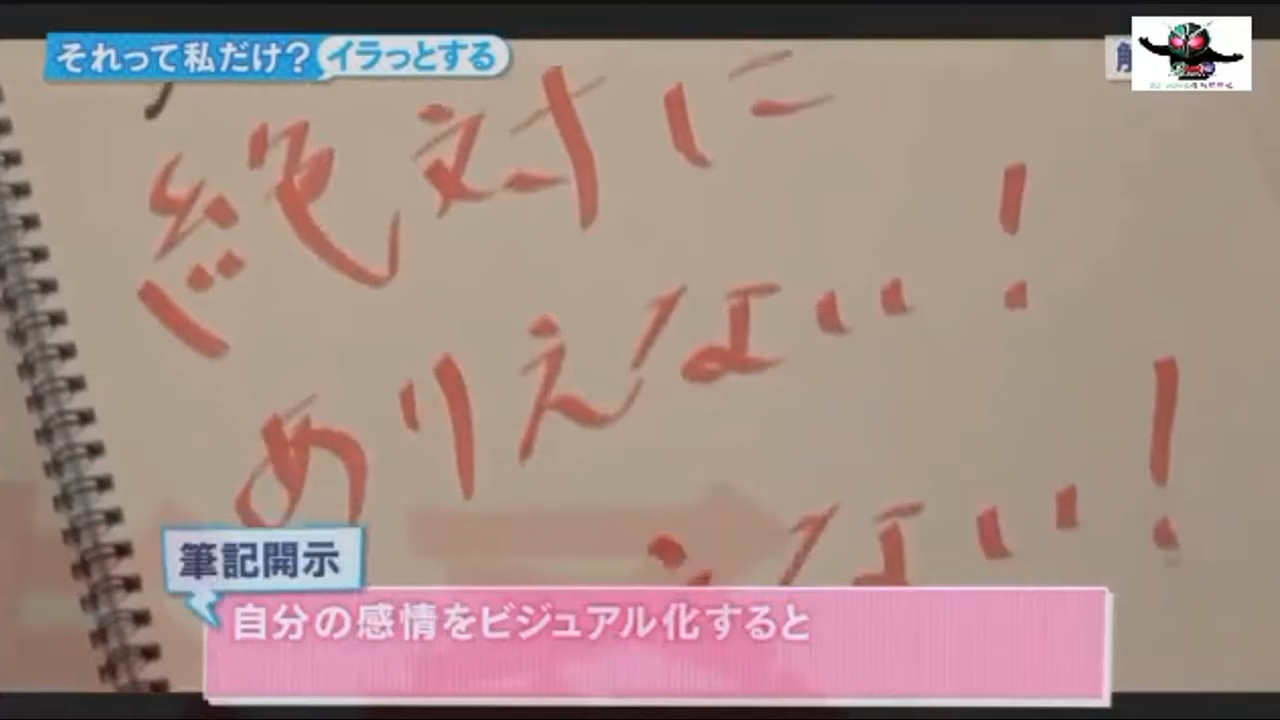 それって私だけ？イラっとする
絶対に
ありえない！
ない！
筆記開示
自分の感情をビジュアル化すると